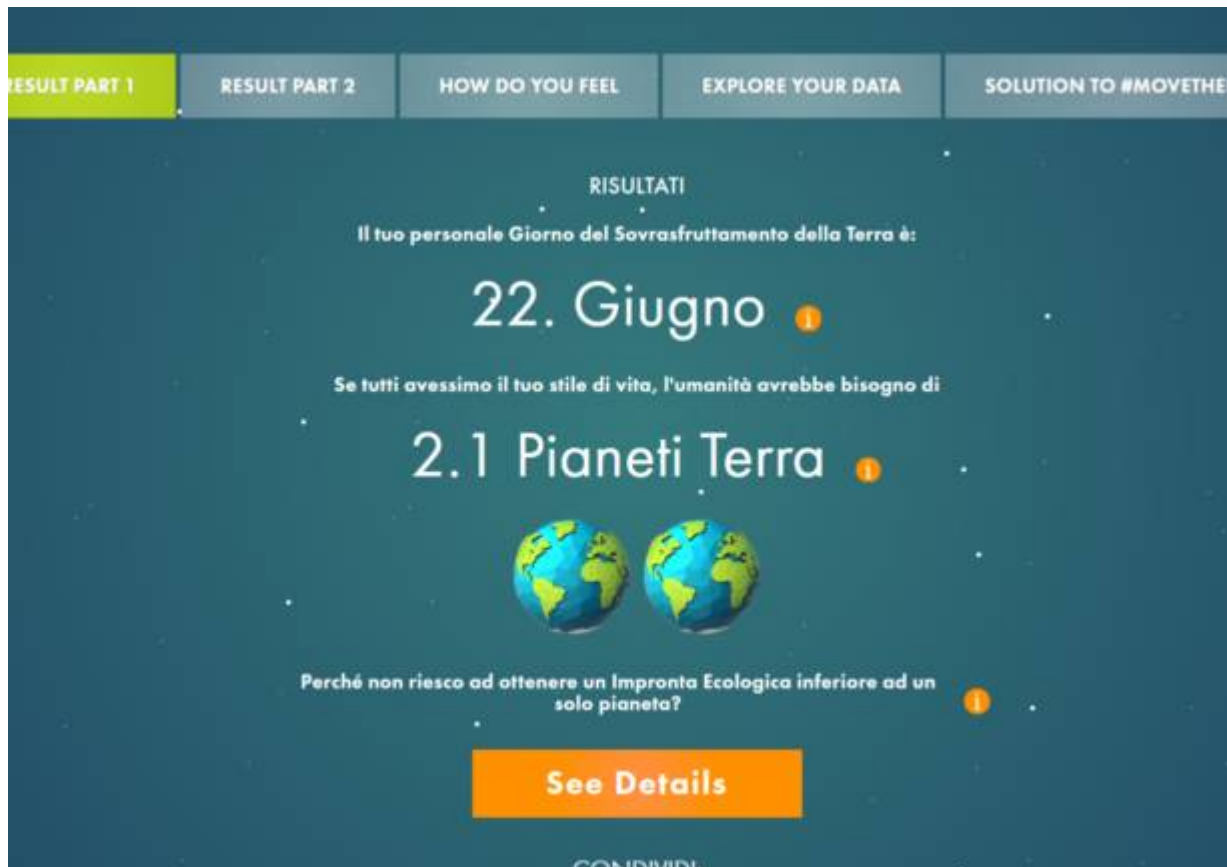 RESULT PART 1
RESULT PART 2
HOW DO YOU FEEL
EXPLORE YOUR DATA
SOLUTION TO #MOVETHE
RISULTATI
Il tuo personale Giorno del Sovrasfruttamento della Terra è:
22. Giugno
Se tutti avessimo il tuo stile di vita, l'umanità avrebbe bisogno di
2.1 Pianeti Terra
Perché non riesco ad ottenere un Impronta Ecologica inferiore ad un
solo pianeta?
See Details
CONDIVIDI